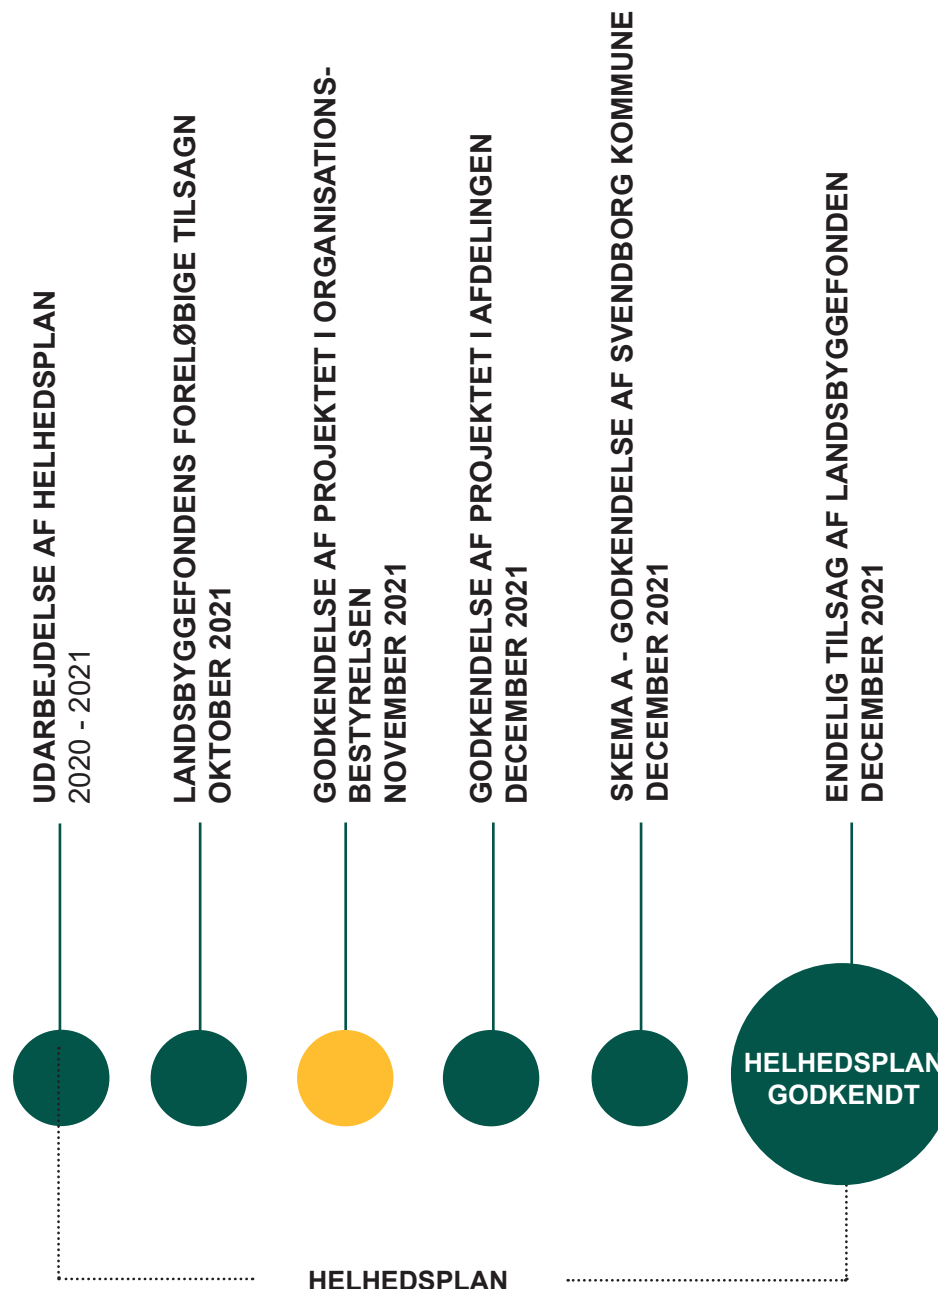 UDARBEJDELSE AF HELHEDSPLAN
2020 - 2021
LANDSBYGGEFONDENS FORELØBIGE TILSAGN
OKTOBER 2021
GODKENDELSE AF PROJEKTET I ORGANISATIONS-
BESTYRELSEN
NOVEMBER 2021
GODKENDELSE AF PROJEKTET I AFDELINGEN
DECEMBER 2021
SKEMA A - GODKENDELSE AF SVENDBORG KOMMUNE
DECEMBER 2021
ENDELIG TILSAG AF LANDSBYGGEFONDEN
DECEMBER 2021
HELHEDSPLAN
GODKENDT
HELHEDSPLAN